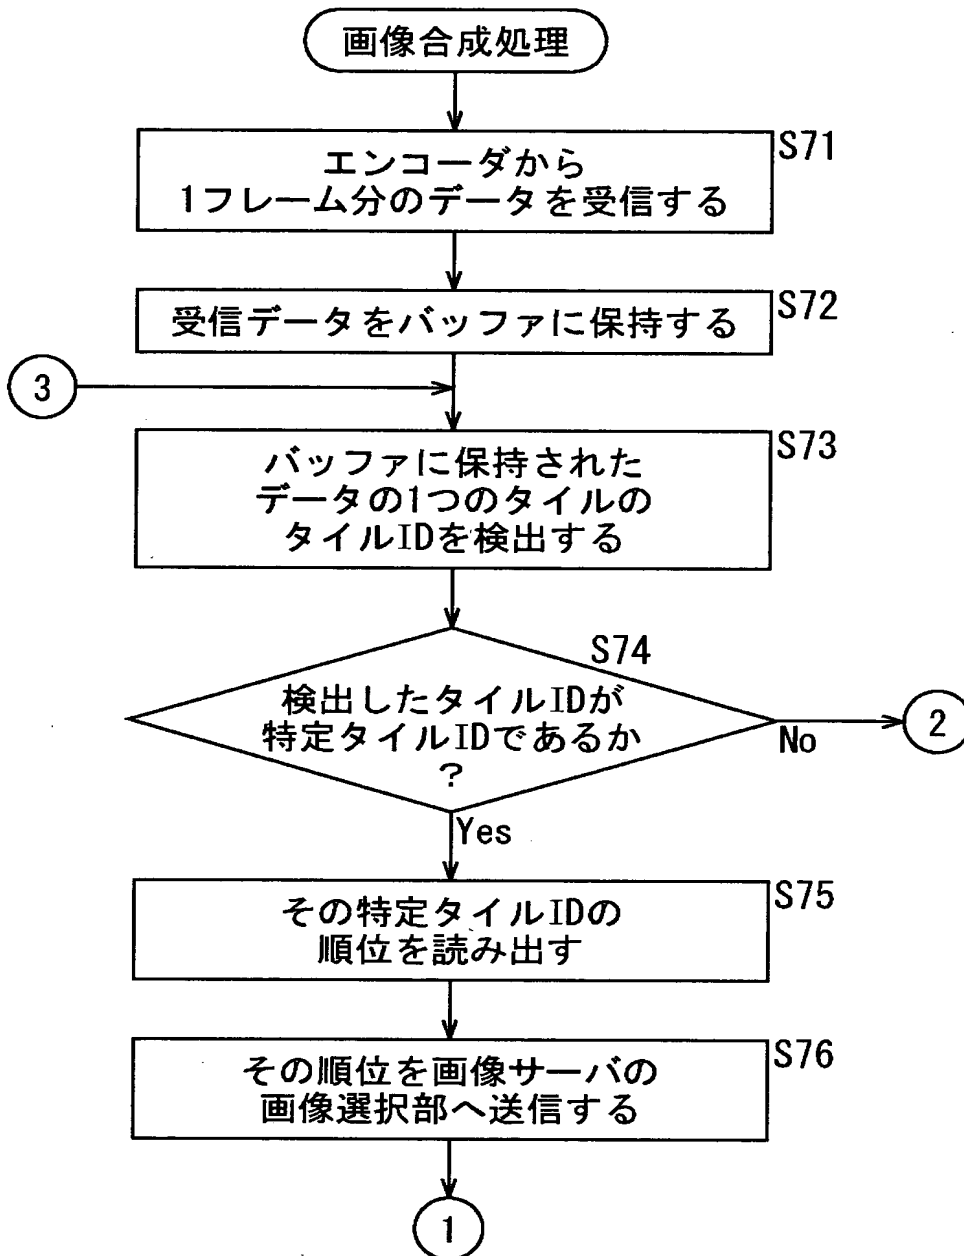 画像合成処理
S71
エンコーダから
1フレーム分のデータを受信する
S72
受信データをバッファに保持する
3
S73
バッファに保持された
データの1つのタイルの
タイルIDを検出する
S74
検出したタイルIDが
特定タイルIDであるか
?
No
2
Yes
S75
その特定タイルIDの
順位を読み出す
S76
その順位を画像サーバの
画像選択部へ送信する
1